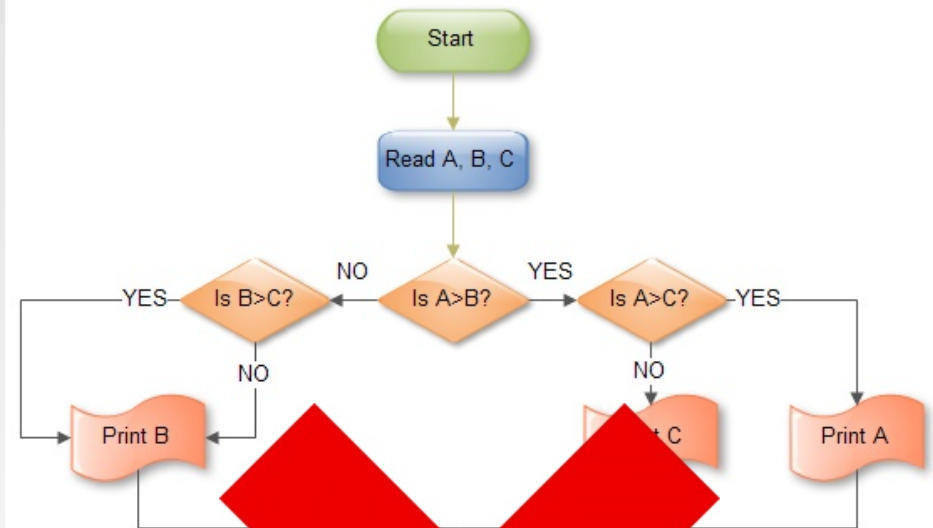 Start
Read A, B, C
NO
YES
YES
Is B>C?
Is A>B?
Is A>C?
YES
NO
NO
Print B
t C
Print A